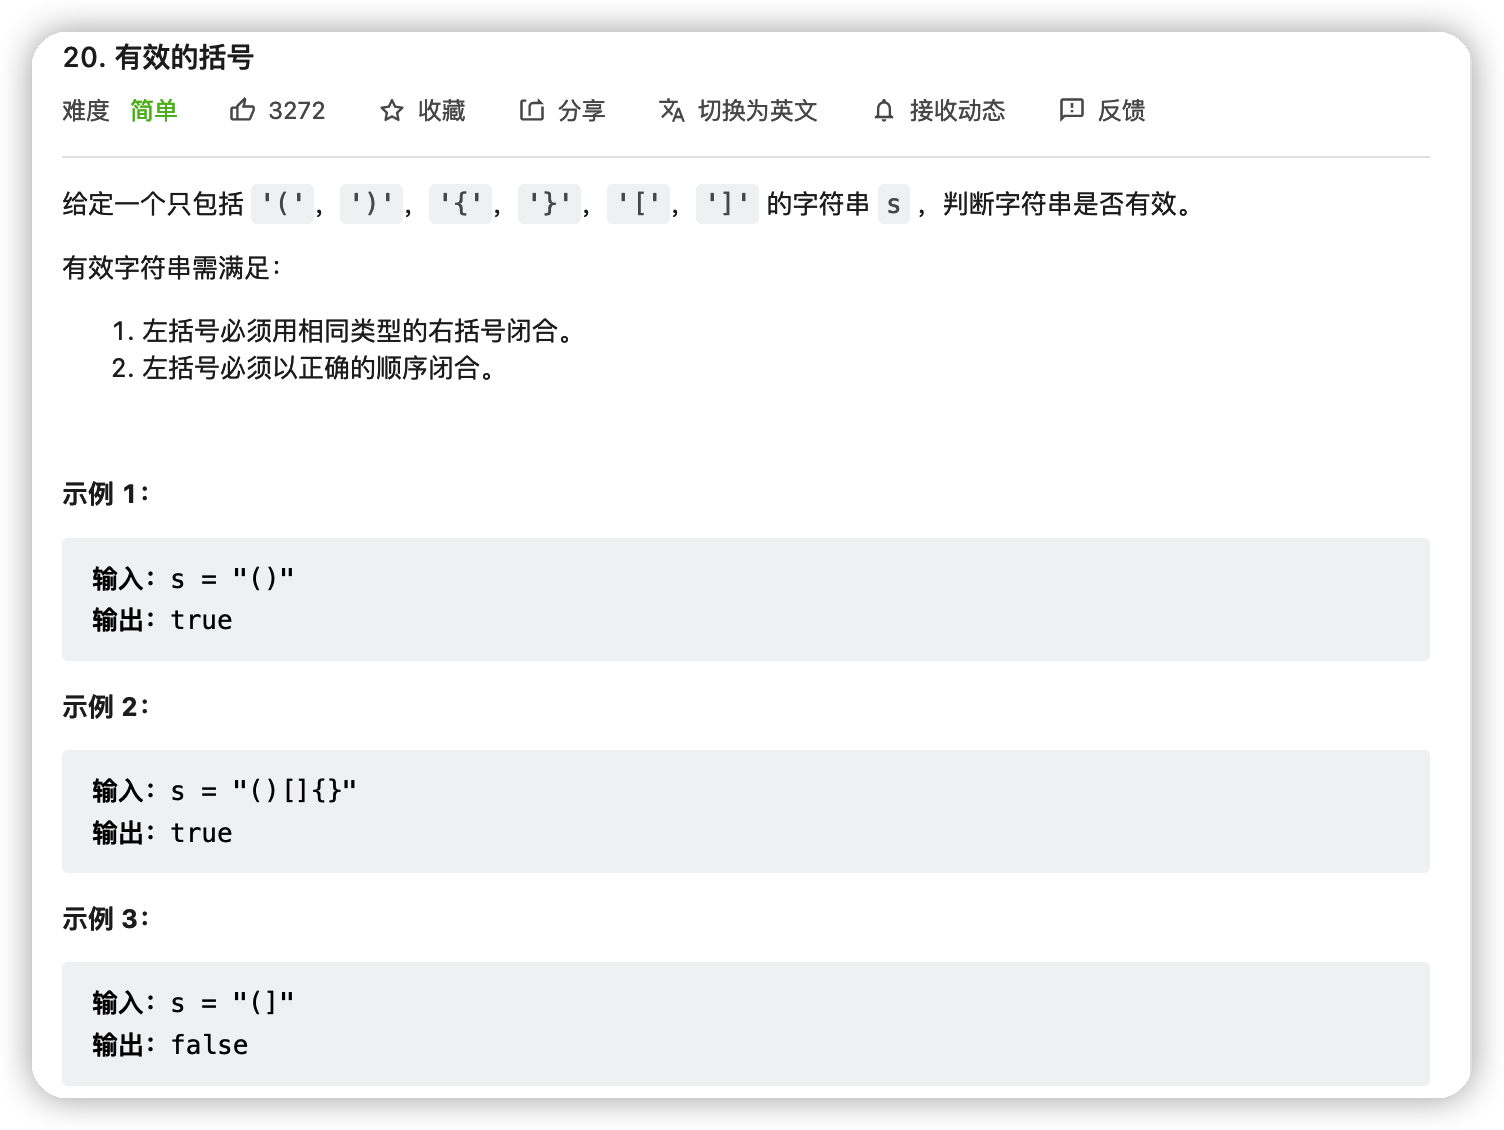 20. 有效的括号
难度 简单 3272 收藏 分享 切换为英文 接收动态 反馈
给定一个只包括 '(', ')', '{', '}', '[', ']' 的字符串 s ，判断字符串是否有效。
有效字符串需满足：
1. 左括号必须用相同类型的右括号闭合。
2. 左括号必须以正确的顺序闭合。
示例 1：
输入：s = "()"
输出：true
示例 2：
输入：s = "()[]{}"
输出：true
示例 3：
输入：s = "(]"
输出：false